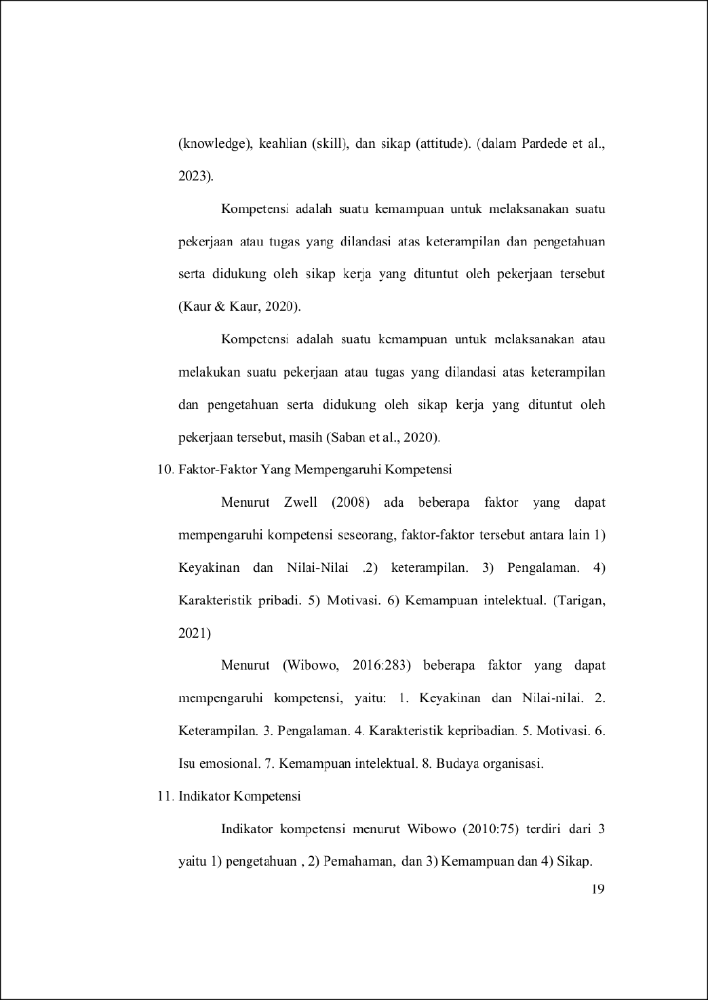 (knowledge), keahlian (skill), dan sikap (attitude). (dalam Pardede et al.,
2023).
Kompetensi adalah suatu kemampuan untuk melaksanakan suatu
pekerjaan atau tugas yang dilandasi atas keterampilan dan pengetahuan
serta didukung oleh sikap kerja yang dituntut oleh pekerjaan tersebut
(Kaur & Kaur, 2020).
Kompetensi adalah suatu kemampuan untuk melaksanakan atau
melakukan suatu pekerjaan atau tugas yang dilandasi atas keterampilan
dan pengetahuan serta didukung oleh sikap kerja yang dituntut oleh
pekerjaan tersebut, masih (Saban et al., 2020).
10. Faktor-Faktor Yang Mempengaruhi Kompetensi
Menurut Zwell (2008) ada beberapa faktor yang dapat
mempengaruhi kompetensi seseorang, faktor-faktor tersebut antara lain 1)
Keyakinan dan Nilai-Nilai .2) keterampilan. 3) Pengalaman. 4)
Karakteristik pribadi. 5) Motivasi. 6) Kemampuan intelektual. (Tarigan,
2021)
Menurut (Wibowo, 2016:283) beberapa faktor yang dapat
mempengaruhi kompetensi, yaitu: 1. Keyakinan dan Nilai-nilai. 2.
Keterampilan. 3. Pengalaman. 4. Karakteristik kepribadian. 5. Motivasi. 6.
Isu emosional. 7. Kemampuan intelektual. 8. Budaya organisasi.
11. Indikator Kompetensi
Indikator kompetensi menurut Wibowo (2010:75) terdiri dari 3
yaitu 1) pengetahuan , 2) Pemahaman, dan 3) Kemampuan dan 4) Sikap.
19